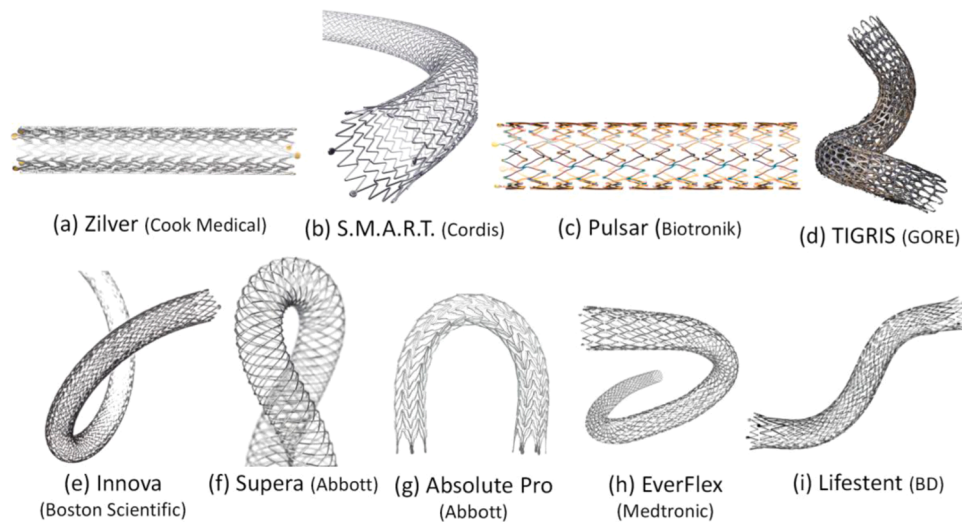 (a) Zilver (Cook Medical)
(b) S.M.A.R.T. (Cordis)
(c) Pulsar (Biotronik)
(d) TIGRIS (GORE)
(e) Innova
(Boston Scientific)
(f) Supera (Abbott)
(g) Absolute Pro
(Abbott)
(h) EverFlex
(Medtronic)
(i) Lifestent (BD)